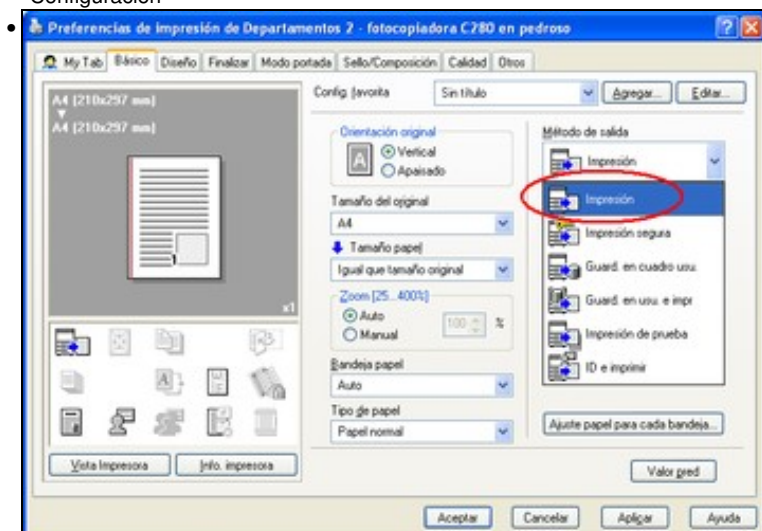 Configuración
Preferencias de impresión de Departamentos 2 - fotocopiadora C280 en pedroso
My Tab Básico Diseño Finalizar Modo portada Sello/Composición Calidad Otros
A4 [210x297 mm]
A4 [210x297 mm]
x1
Vista Impresora Info. impresora
Config. favorita Sin título Agregar... Editar...
Orientación original
A Vertical
Apaisado
Tamaño del original
A4
Tamaño papel
Igual que tamaño original
Zoom [25...400%]
Auto
Manual
100 %
Bandeja papel
Auto
Tipo de papel
Papel normal
Método de salida
Impresión
Impresión
Impresión segura
Guard. en cuadro usu.
Guard. en usu. e impr
Impresión de prueba
ID e imprimir
Ajuste papel para cada bandeja...
Valor pred
Aceptar Cancelar Aplicar Ayuda